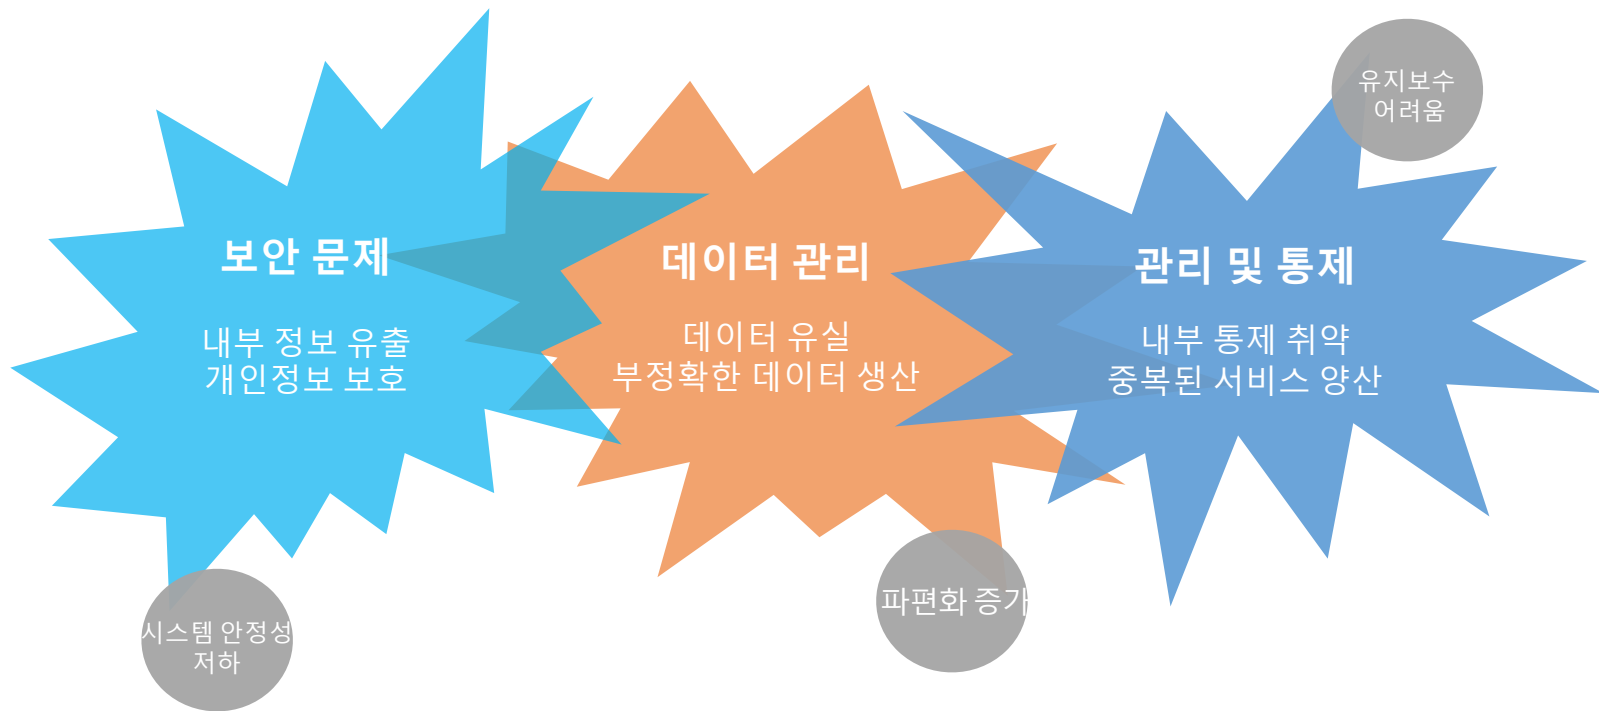 보안 문제
내부 정보 유출
개인정보 보호
시스템 안정성
저하
데이터 관리
데이터 유실
부정확한 데이터 생산
파편화 증가
관리 및 통제
내부 통제 취약
중복된 서비스 양산
유지보수
어려움